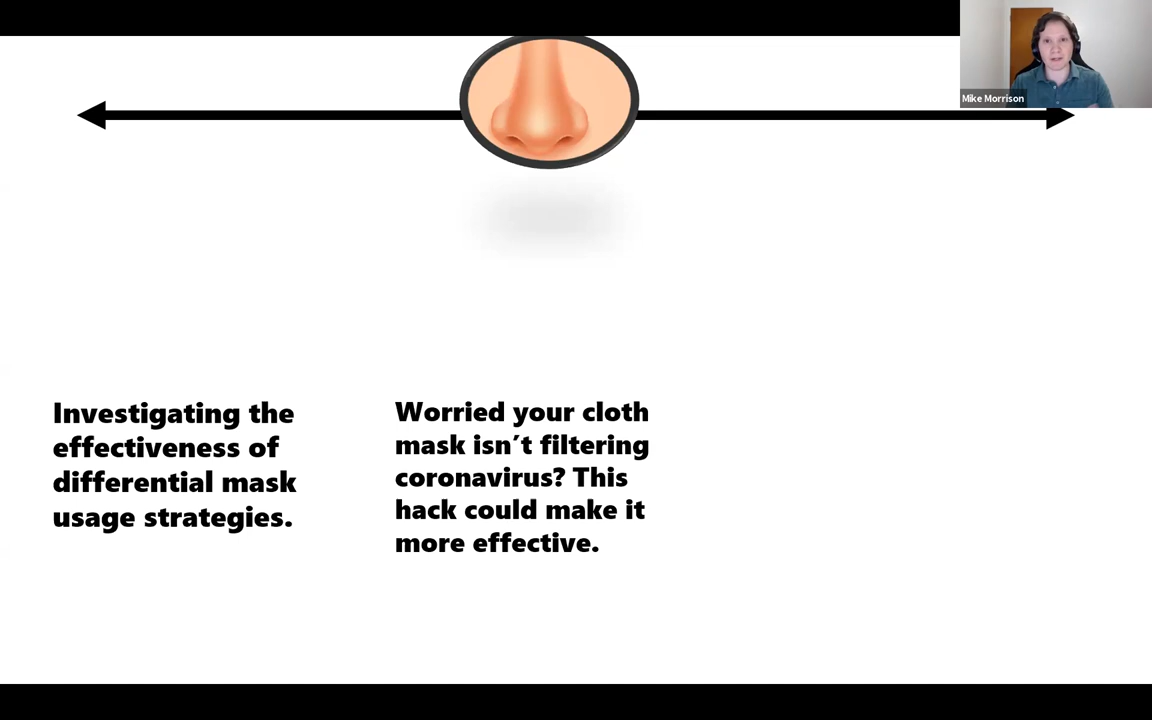 Mike Morrison
Investigating the
effectiveness of
differential mask
usage strategies.
Worried your cloth
mask isn’t filtering
coronavirus? This
hack could make it
more effective.